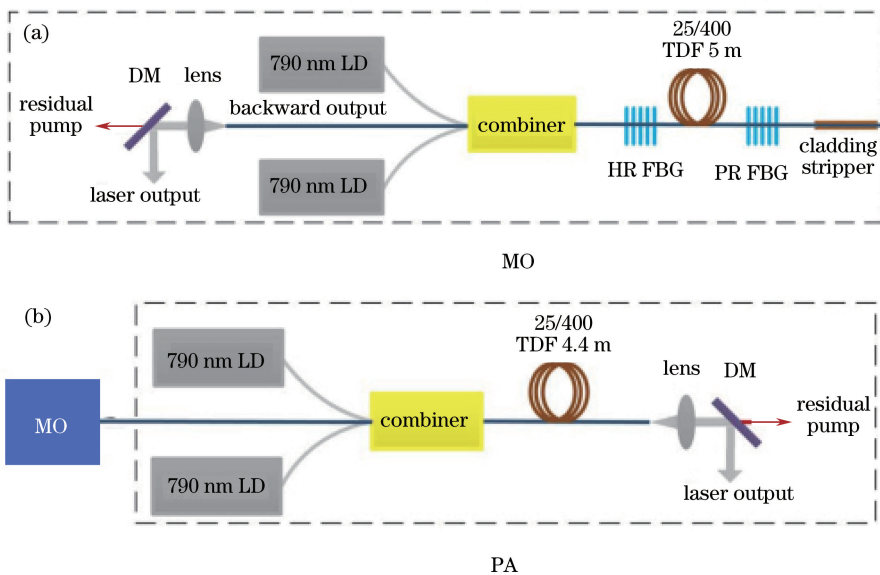 (a)
790 nm LD
25/400
TDF 5 m
DM
lens
residual
pump
backward output
combiner
laser output
790 nm LD
HR FBG
PR FBG
cladding
stripper
MO
(b)
790 nm LD
25/400
TDF 4.4 m
lens
DM
MO
combiner
residual
pump
790 nm LD
laser output
PA